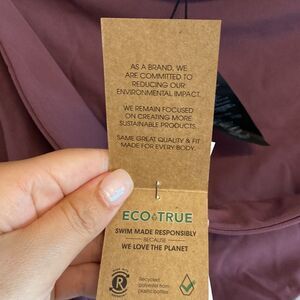 AS A BRAND, WE
ARE COMMITTED TO
REDUCING OUR
ENVIRONMENTAL IMPACT.
WE REMAIN FOCUSED
ON CREATING MORE
SUSTAINABLE PRODUCTS.
SAME GREAT QUALITY & FIT
MADE FOR EVERY BODY.
ECO TRUE
SWIM MADE RESPONSIBLY
BECAUSE
WE LOVE THE PLANET
R
Recycled
polyester from
plastic bottles